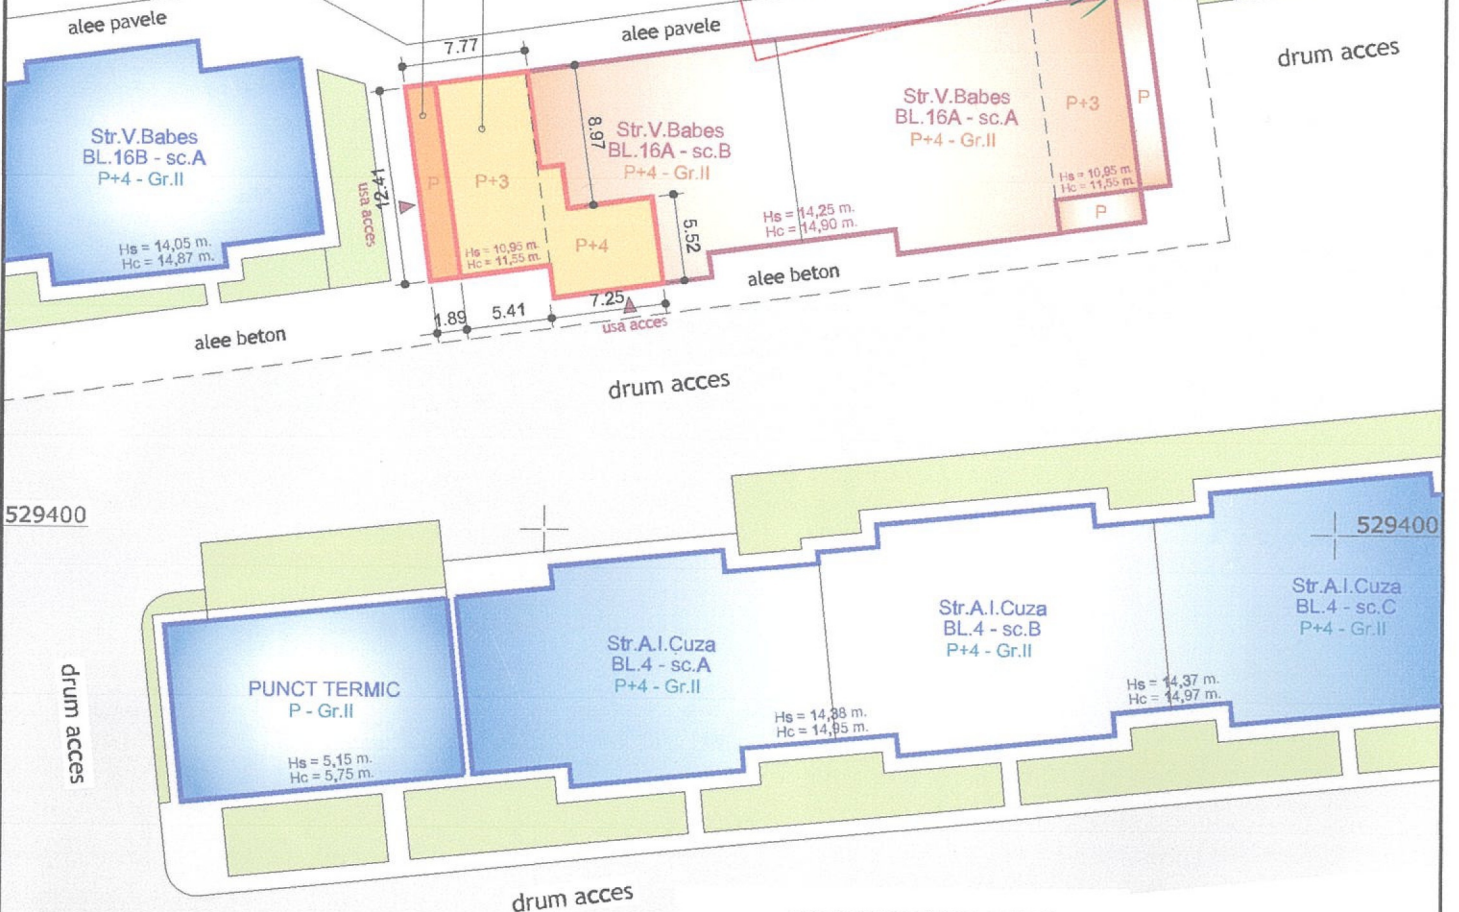 alee pavele
7.77
alee pavele
drum acces
Str.V.Babes
BL.16B - sc.A
P+4 - Gr.II
Hs = 14,05 m.
Hc = 14,87 m.
12.41
usa acces
P
P+3
Hs = 10,95 m.
Hc = 11,55 m.
8.97
Str.V.Babes
BL.16A - sc.B
P+4 - Gr.II
P+4
5.52
Hs = 14,25 m.
Hc = 14,90 m.
Str.V.Babes
BL.16A - sc.A
P+4 - Gr.II
P+3
P
Hs = 10,95 m.
Hc = 11,55 m.
P
alee beton
1.89
5.41
7.25
usa acces
alee beton
drum acces
529400
529400
Str.A.I.Cuza
BL.4 - sc.C
P+4 - Gr.II
Str.A.I.Cuza
BL.4 - sc.B
P+4 - Gr.II
Str.A.I.Cuza
BL.4 - sc.A
P+4 - Gr.II
PUNCT TERMIC
P - Gr.II
Hs = 5,15 m.
Hc = 5,75 m.
Hs = 14,38 m.
Hc = 14,95 m.
Hs = 14,37 m.
Hc = 14,97 m.
drum acces
drum acces